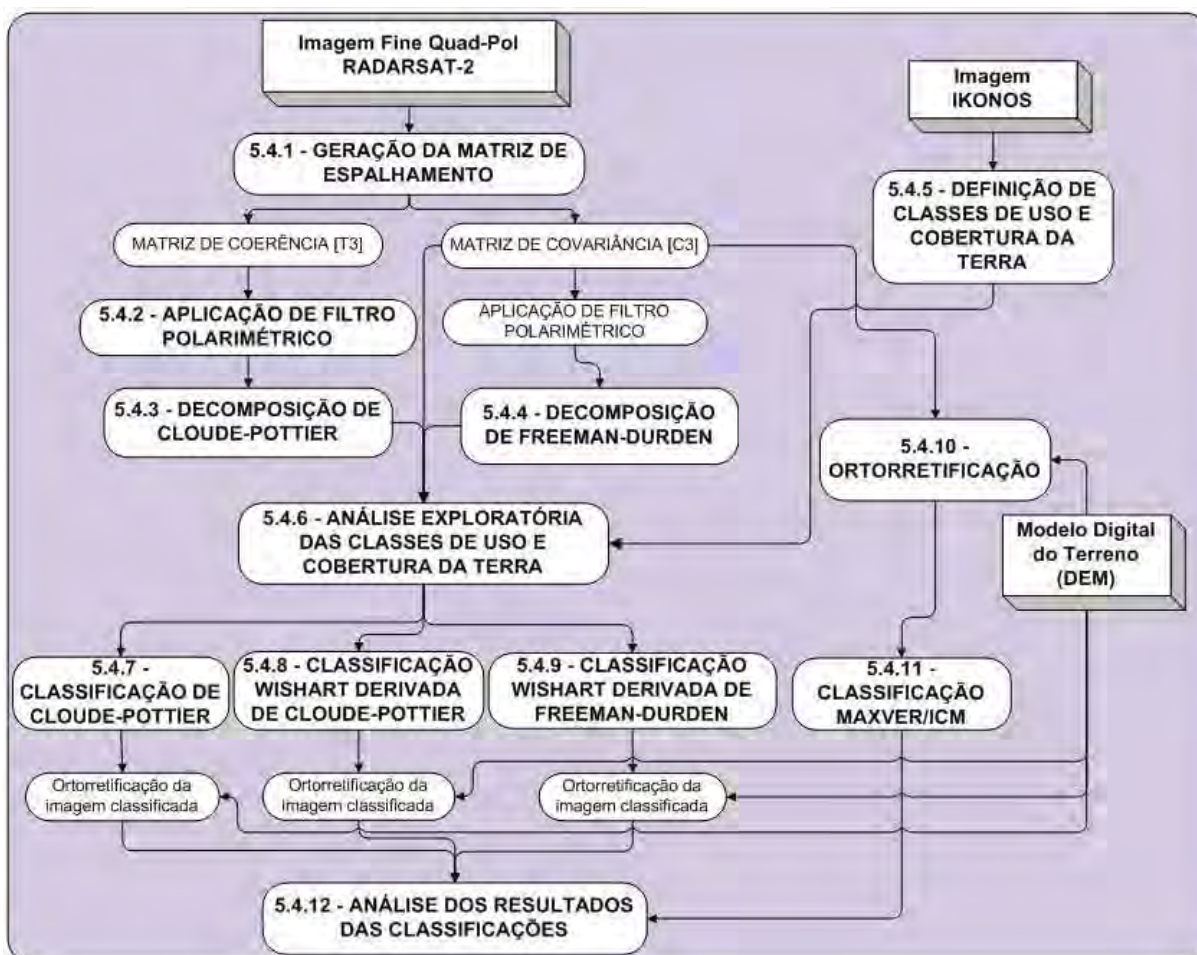 Imagem Fine Quad-Pol
RADARSAT-2
Imagem
IKONOS
5.4.1 - GERAÇÃO DA MATRIZ DE
ESPALHAMENTO
5.4.5 - DEFINIÇÃO DE
CLASSES DE USO E
COBERTURA DA
TERRA
MATRIZ DE COERÊNCIA [T3]
MATRIZ DE COVARIÂNCIA [C3]
5.4.2 - APLICAÇÃO DE FILTRO
POLARIMÉTRICO
APLICAÇÃO DE FILTRO
POLARIMÉTRICO
5.4.3 - DECOMPOSIÇÃO DE
CLOUDE-POTTIER
5.4.4 - DECOMPOSIÇÃO
DE FREEMAN-DURDEN
5.4.10 -
ORTORRETIFICAÇÃO
5.4.6 - ANÁLISE EXPLORATÓRIA
DAS CLASSES DE USO E
COBERTURA DA TERRA
Modelo Digital
do Terreno
(DEM)
5.4.7 -
CLASSIFICAÇÃO DE
CLOUDE-POTTIER
5.4.8 - CLASSIFICAÇÃO
WISHART DERIVADA
DE CLOUDE-POTTIER
5.4.9 - CLASSIFICAÇÃO
WISHART DERIVADA DE
FREEMAN-DURDEN
5.4.11 -
CLASSIFICAÇÃO
MAXVER/ICM
Ortorretificação da
imagem classificada
Ortorretificação da
imagem classificada
Ortorretificação da
imagem classificada
5.4.12 - ANÁLISE DOS RESULTADOS
DAS CLASSIFICAÇÕES